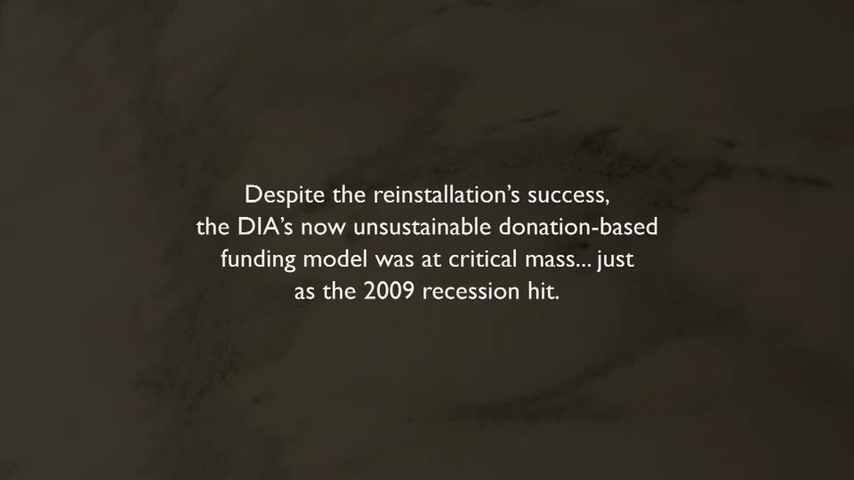 Despite the reinstallation’s success,
the DIA’s now unsustainable donation-based
funding model was at critical mass... just
as the 2009 recession hit.